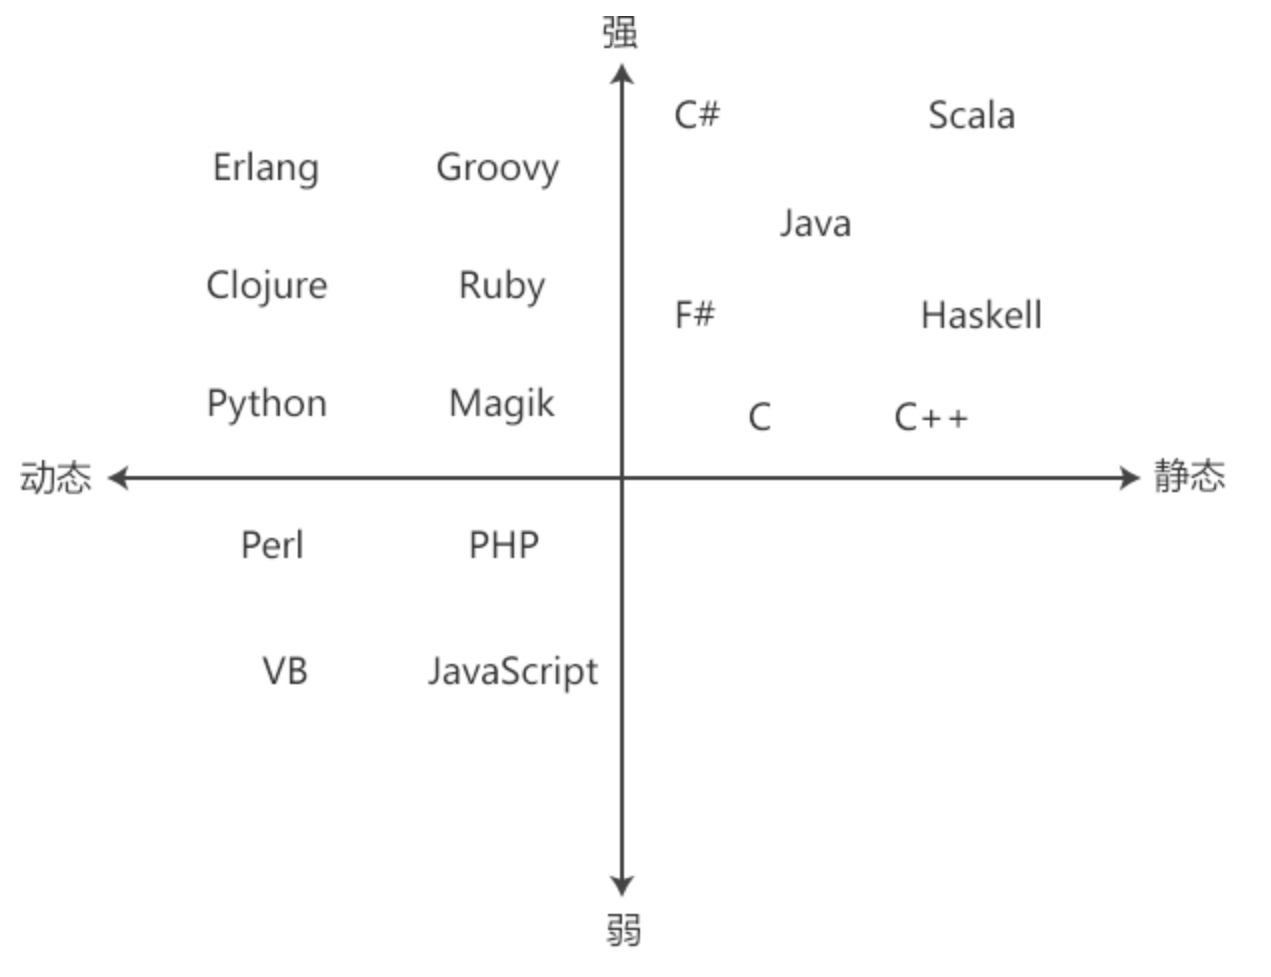 强
C# Scala
Erlang Groovy
Java
Clojure Ruby
F# Haskell
Python Magik
C C++
动态 静态
Perl PHP
VB JavaScript
弱